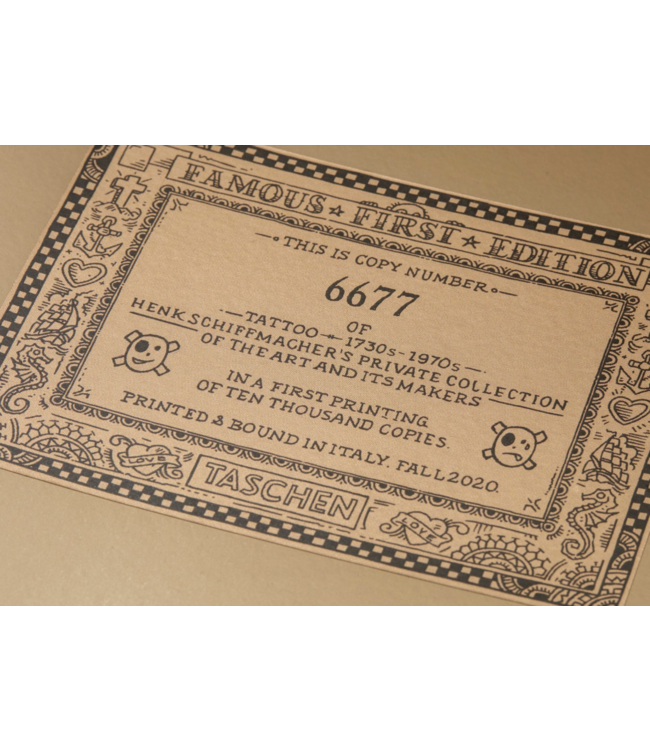 FAMOUS ★ FIRST ★ EDITION
THIS IS COPY NUMBER
6677
OF
TATTOO 1730s-1970s
HENK SCHIFFMACHER'S PRIVATE COLLECTION
OF THE ART AND ITS MAKERS
IN A FIRST PRINTING
OF TEN THOUSAND COPIES.
PRINTED & BOUND IN ITALY. FALL 2020.
LOVE
TASCHEN
LOVE